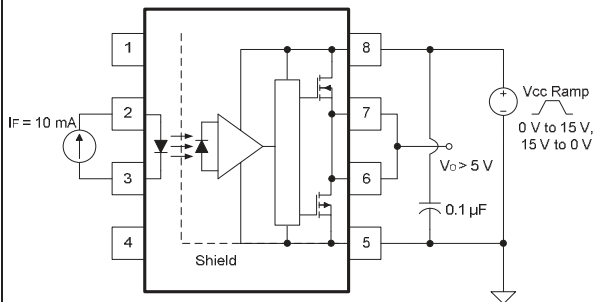 1
8
2
7
IF = 10 mA
3
6
4
5
Shield
VO > 5 V
0.1 µF
+
−
Vcc Ramp
0 V to 15 V,
15 V to 0 V